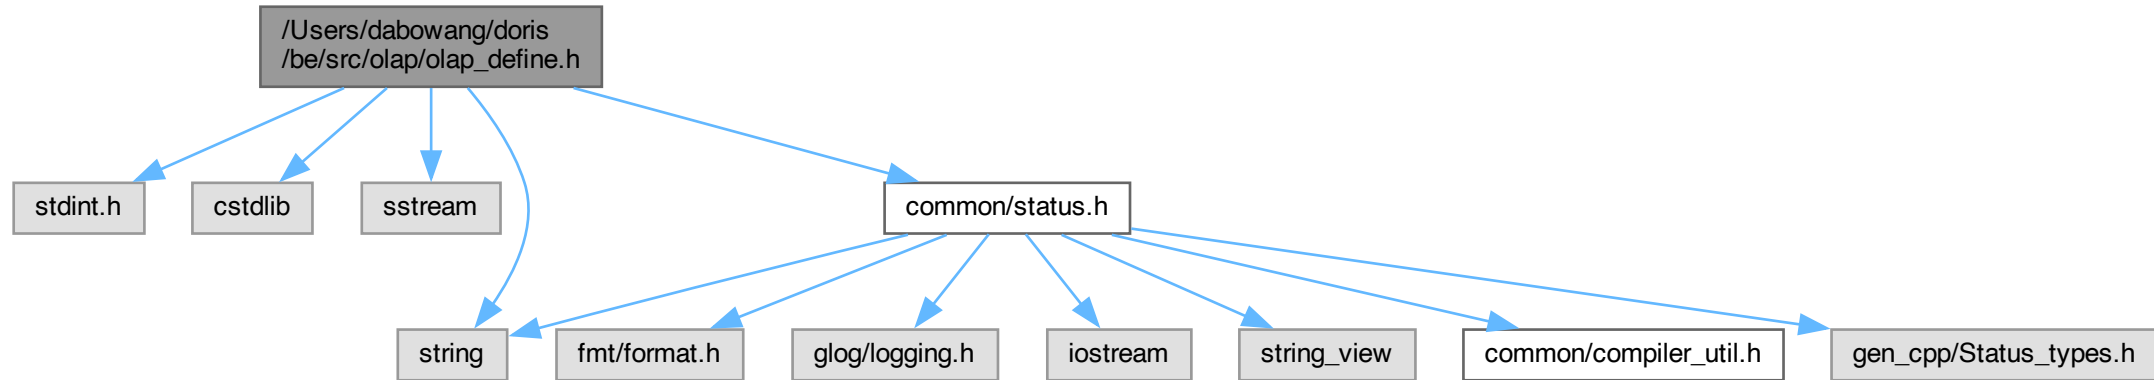 /Users/dabowang/doris
/be/src/olap/olap_define.h
stdint.h
cstdlib
sstream
common/status.h
string
fmt/format.h
glog/logging.h
iostream
string_view
common/compiler_util.h
gen_cpp/Status_types.h